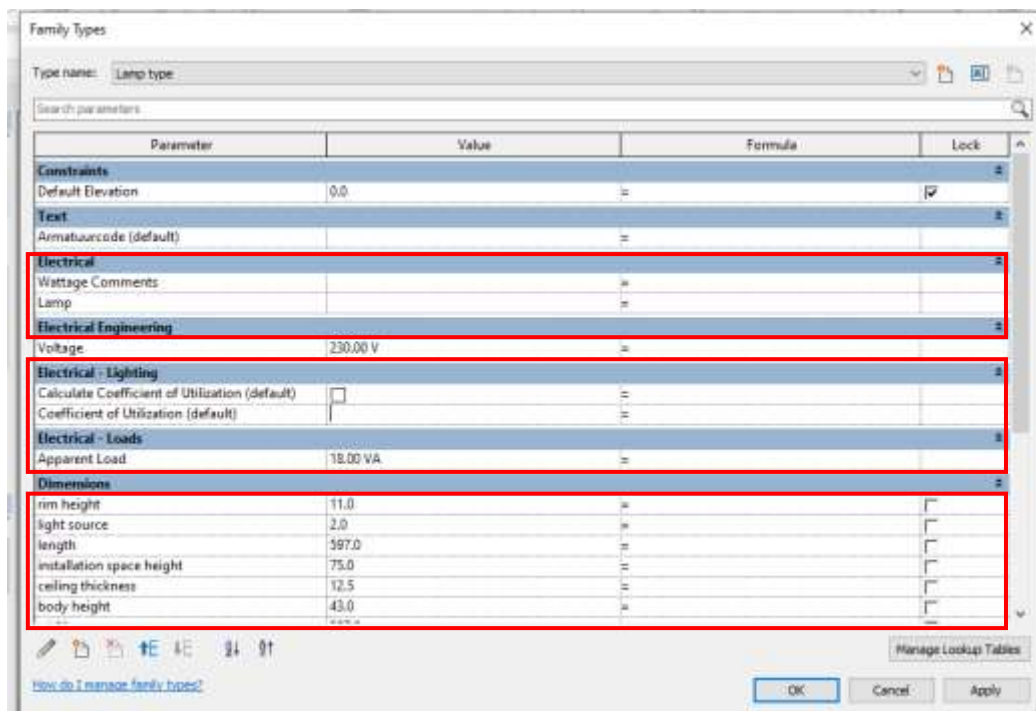 Family Types
Type name: Lamp type
Search parameters
Parameter Value Formula Lock
Constraints
Default Elevation 0.0 =
Text
Armatuurcode (default) =
Electrical
Wattage Comments =
Lamp =
Electrical Engineering
Voltage 230.00 V =
Electrical - Lighting
Calculate Coefficient of Utilization (default) =
Coefficient of Utilization (default) =
Electrical - Loads
Apparent Load 18.00 VA =
Dimensions
rim height 11.0 =
light source 2.0 =
length 597.0 =
installation space height 75.0 =
ceiling thickness 12.5 =
body height 43.0 =
Manage Lookup Tables
How do I manage family types?
OK Cancel Apply